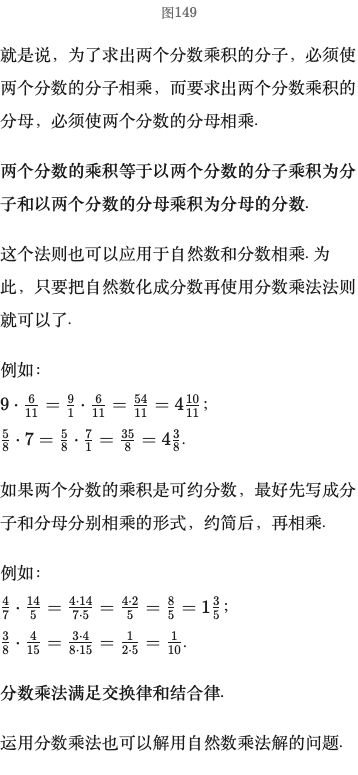 图149
就是说，为了求出两个分数乘积的分子，必须使
两个分数的分子相乘，而要求出两个分数乘积的
分母，必须使两个分数的分母相乘.
两个分数的乘积等于以两个分数的分子乘积为分
子和以两个分数的分母乘积为分母的分数.
这个法则也可以应用于自然数和分数相乘. 为
此，只要把自然数化成分数再使用分数乘法法则
就可以了.
例如：
9 · 6/11 = 9/1 · 6/11 = 54/11 = 4 10/11；
5/8 · 7 = 5/8 · 7/1 = 35/8 = 4 3/8.
如果两个分数的乘积是可约分数，最好先写成分
子和分母分别相乘的形式，约简后，再相乘.
例如：
4/7 · 14/5 = 4·14/7·5 = 4·2/5 = 8/5 = 1 3/5；
3/8 · 4/15 = 3·4/8·15 = 1/2·5 = 1/10.
分数乘法满足交换律和结合律.
运用分数乘法也可以解用自然数乘法解的问题.